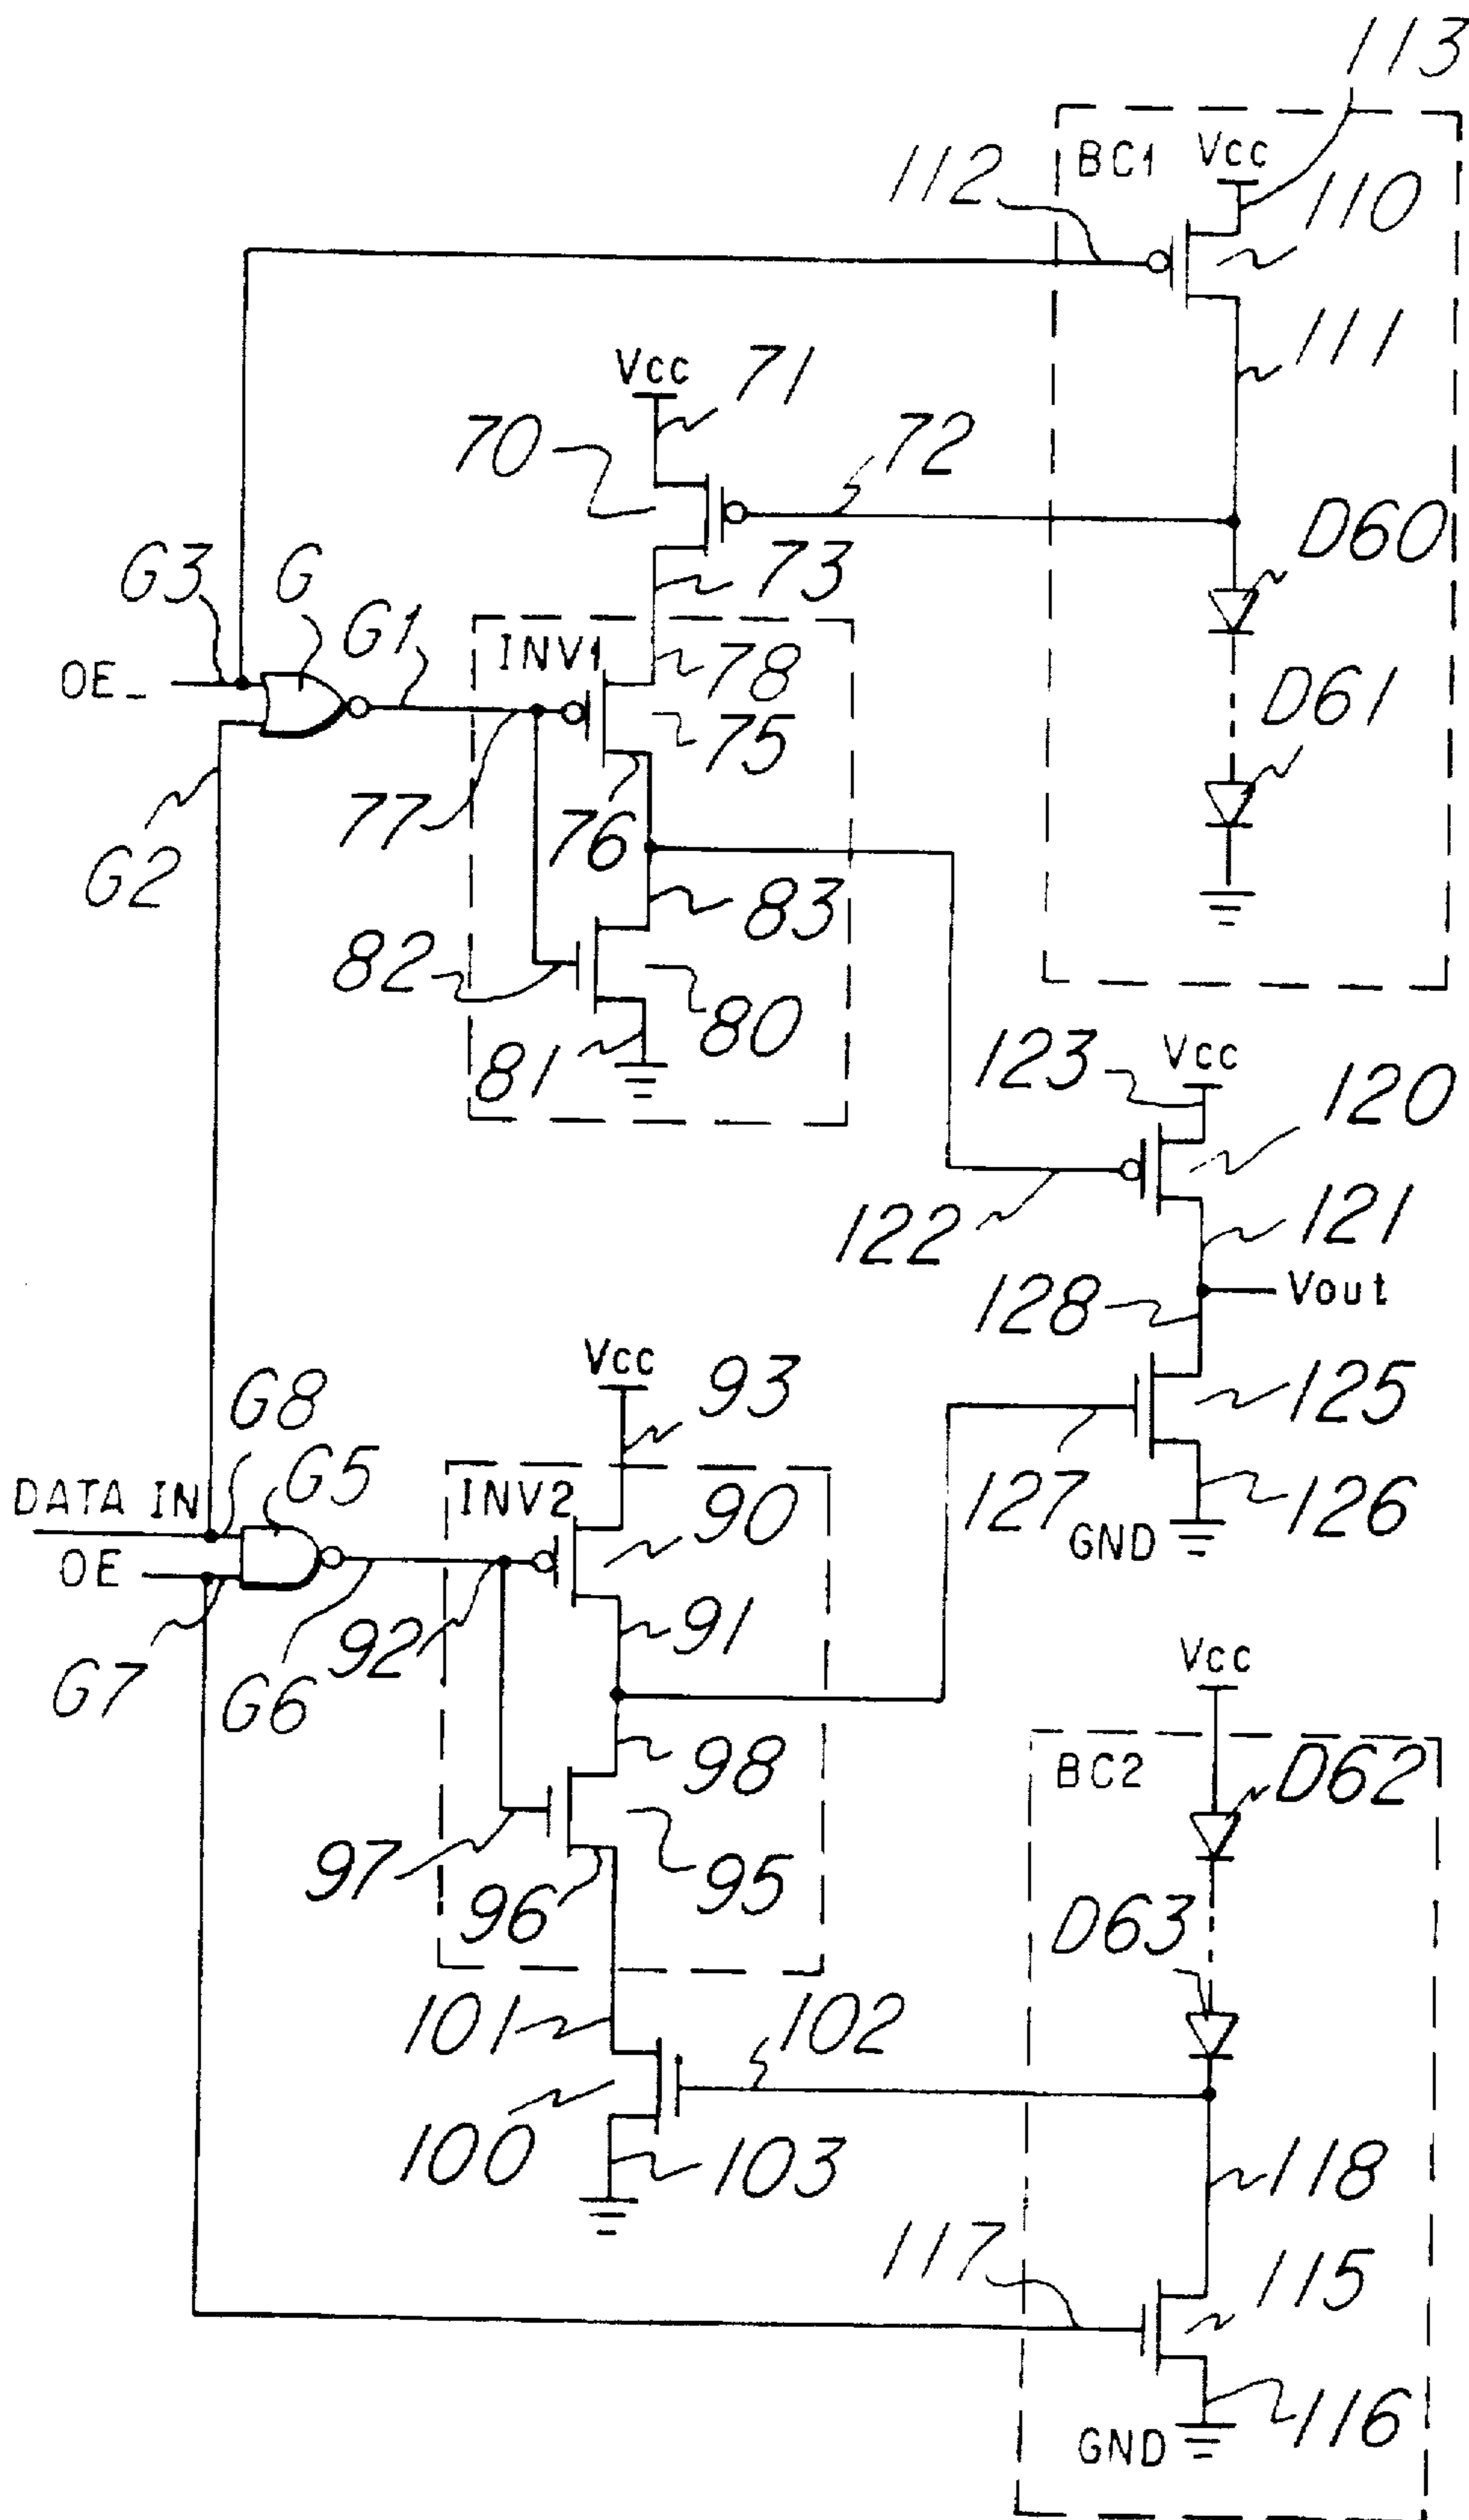 113
BC1 Vcc
112
110
111
Vcc 71
70
72
D60
G3 G G1
73
INV1
78
OE_
D61
75
77
76
G2
83
82
80
81
123 Vcc
120
122
121
128
Vout
Vcc 93
G8
125
G5
DATA IN
INV2
90
127
126
GND
OE
92
91
G7
G6
Vcc
98
BC2
D62
97
95
96
D63
101
102
100
103
118
117
115
116
GND